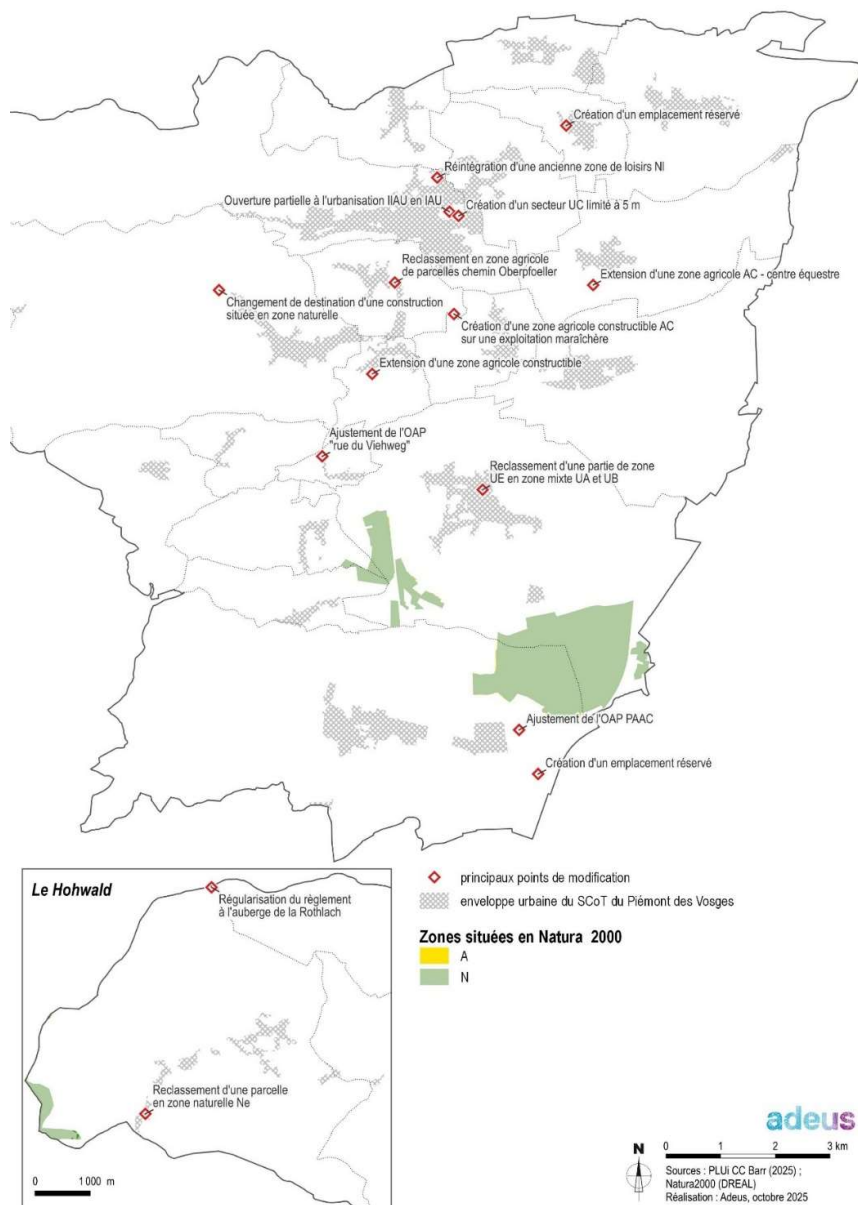 Création d'un emplacement réservé
Réintégration d'une ancienne zone de loisirs Nl
Ouverture partielle à l'urbanisation IIAU en IAU
Création d'un secteur UC limité à 5 m
Reclassement en zone agricole
de parcelles chemin Oberpfoeller
Extension d'une zone agricole AC - centre équestre
Changement de destination d'une construction
située en zone naturelle
Création d'une zone agricole constructible AC
sur une exploitation maraîchère
Extension d'une zone agricole constructible
Ajustement de l'OAP
"rue du Viehweg"
Reclassement d'une partie de zone
UE en zone mixte UA et UB
Ajustement de l'OAP PAAC
Création d'un emplacement réservé
Le Hohwald
Régularisation du règlement
à l'auberge de la Rothlach
Reclassement d'une parcelle
en zone naturelle Ne
0 1 000 m
principaux points de modification
enveloppe urbaine du SCoT du Piémont des Vosges
Zones situées en Natura 2000
A
N
adeus
N
0 1 2 3 km
Sources : PLUi CC Barr (2025) ;
Natura2000 (DREAL)
Réalisation : Adeus, octobre 2025